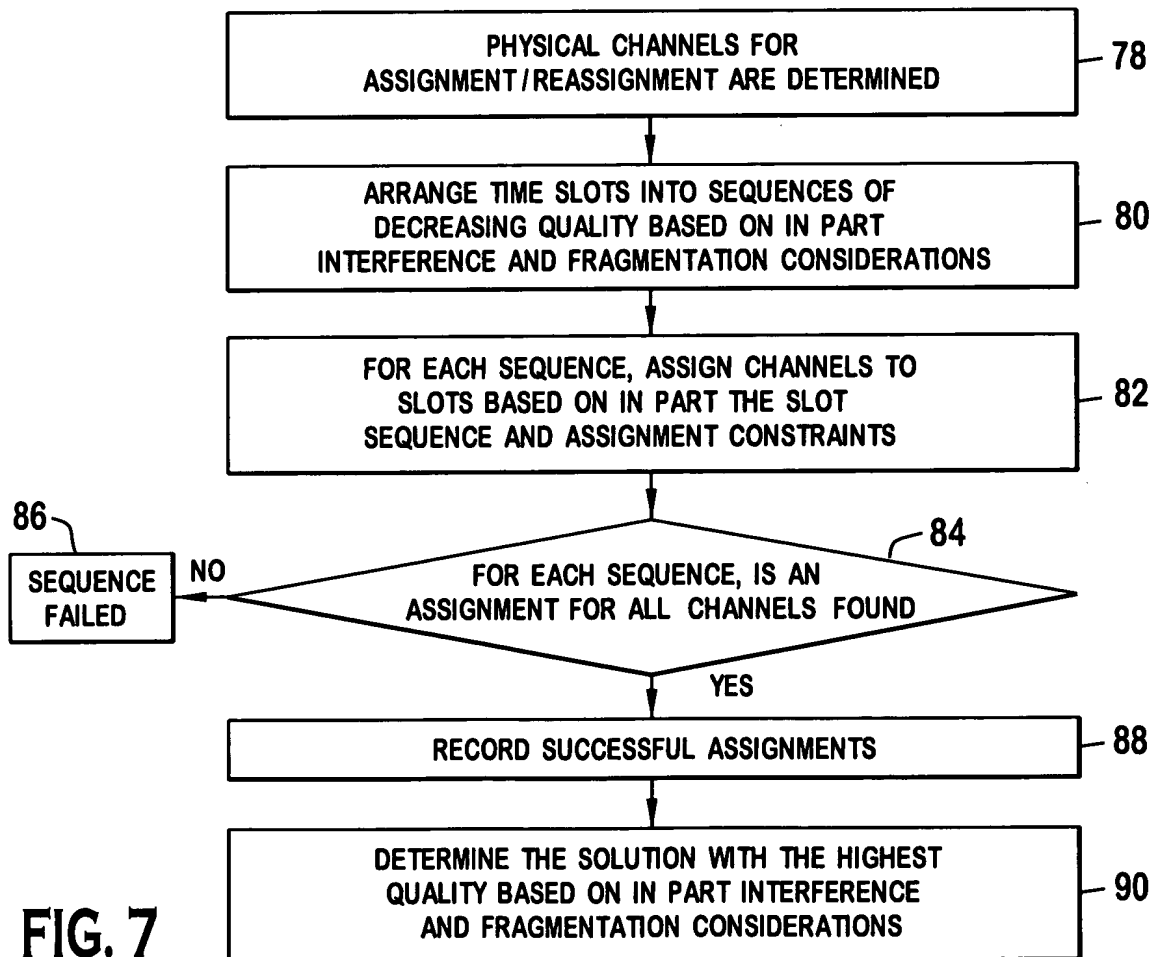 PHYSICAL CHANNELS FOR
ASSIGNMENT/REASSIGNMENT ARE DETERMINED
78
ARRANGE TIME SLOTS INTO SEQUENCES OF
DECREASING QUALITY BASED ON IN PART
INTERFERENCE AND FRAGMENTATION CONSIDERATIONS
80
FOR EACH SEQUENCE, ASSIGN CHANNELS TO
SLOTS BASED ON IN PART THE SLOT
SEQUENCE AND ASSIGNMENT CONSTRAINTS
82
86
SEQUENCE
FAILED
NO
84
FOR EACH SEQUENCE, IS AN
ASSIGNMENT FOR ALL CHANNELS FOUND
YES
RECORD SUCCESSFUL ASSIGNMENTS
88
DETERMINE THE SOLUTION WITH THE HIGHEST
QUALITY BASED ON IN PART INTERFERENCE
AND FRAGMENTATION CONSIDERATIONS
90
FIG. 7